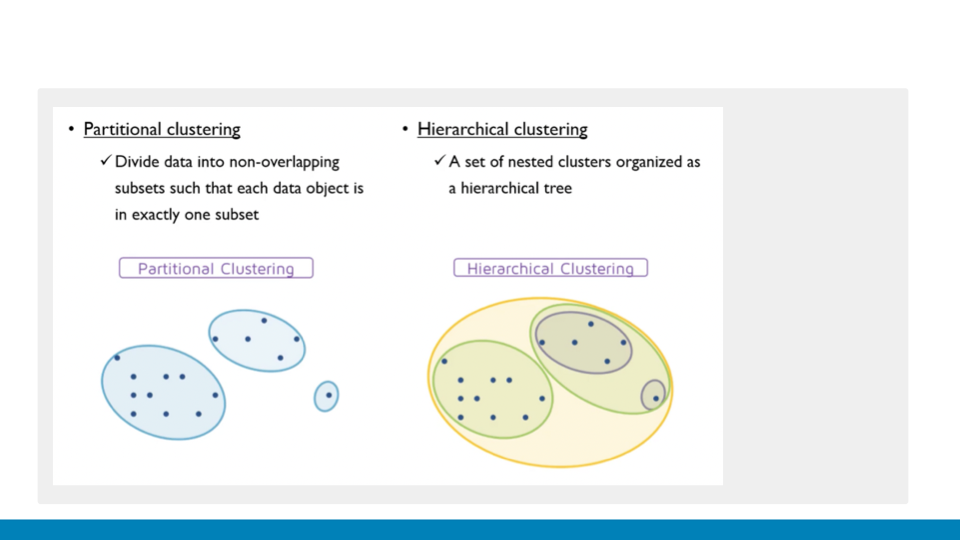 • Partitional clustering
✓ Divide data into non-overlapping
subsets such that each data object is
in exactly one subset
Partitional Clustering
• Hierarchical clustering
✓ A set of nested clusters organized as
a hierarchical tree
Hierarchical Clustering